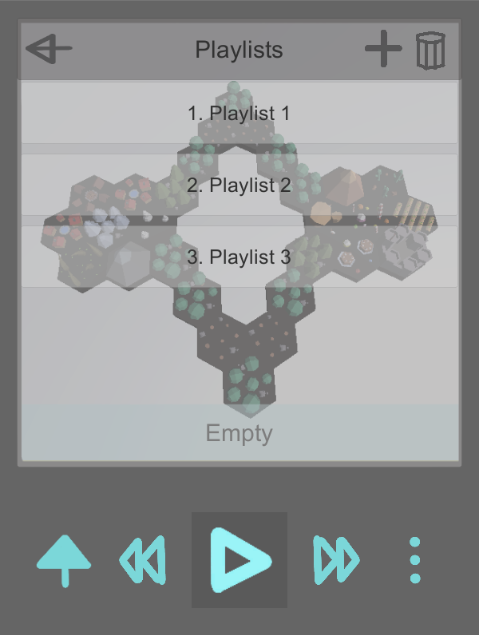 Playlists
1. Playlist 1
2. Playlist 2
3. Playlist 3
Empty